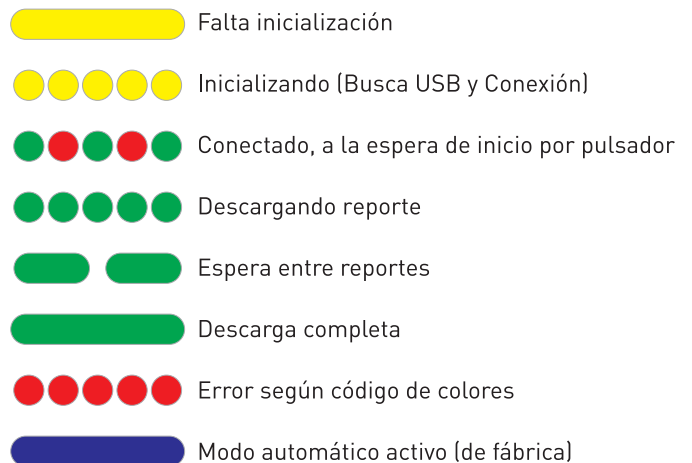 Falta inicialización
Inicializando (Busca USB y Conexión)
Conectado, a la espera de inicio por pulsador
Descargando reporte
Espera entre reportes
Descarga completa
Error según código de colores
Modo automático activo (de fábrica)